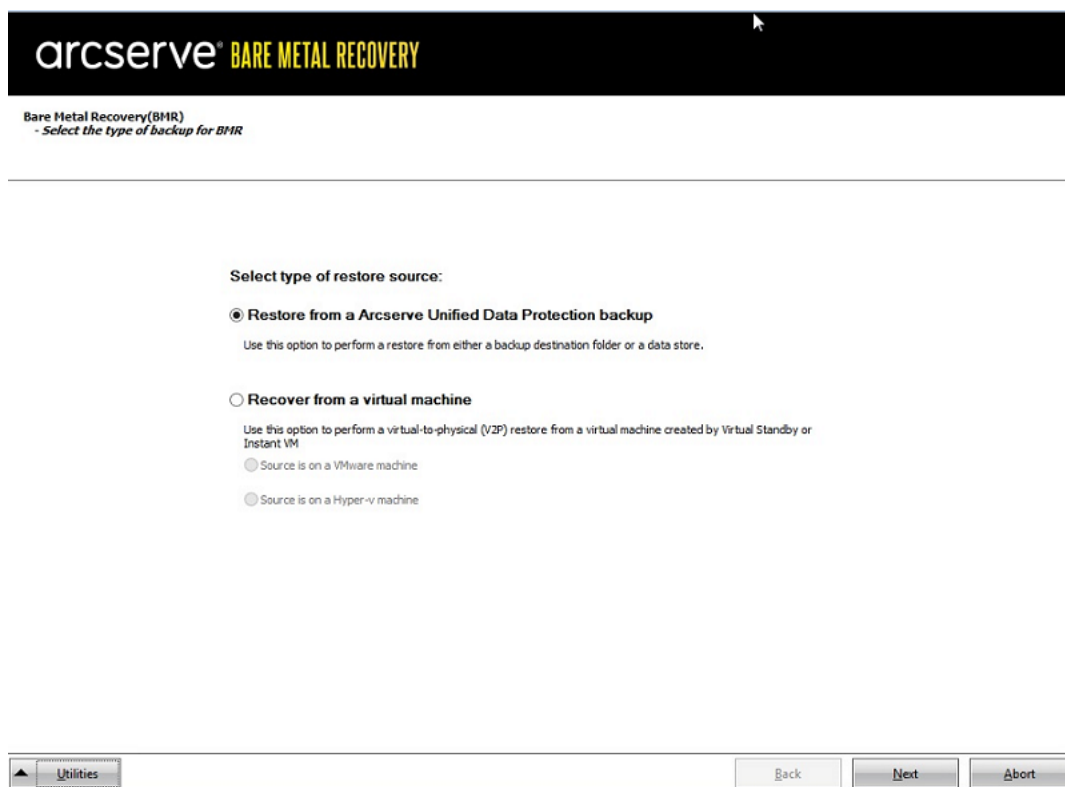 arcserve® BARE METAL RECOVERY
Bare Metal Recovery(BMR)
- Select the type of backup for BMR
Select type of restore source:
Restore from a Arcserve Unified Data Protection backup
Use this option to perform a restore from either a backup destination folder or a data store.
Recover from a virtual machine
Use this option to perform a virtual-to-physical (V2P) restore from a virtual machine created by Virtual Standby or
Instant VM
Source is on a VMware machine
Source is on a Hyper-v machine
Utilities
Back
Next
Abort